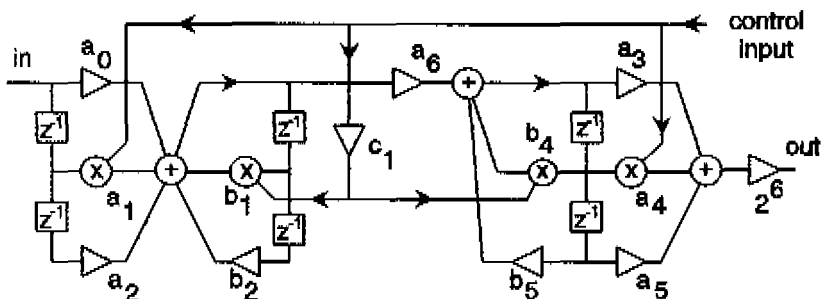 control
input
in
a0
a6
a3
z-1
z-1
z-1
c1
b4
out
x
a1
+
b1
x
+
x
x
a4
+
2^6
z-1
z-1
z-1
a2
b2
b5
a5